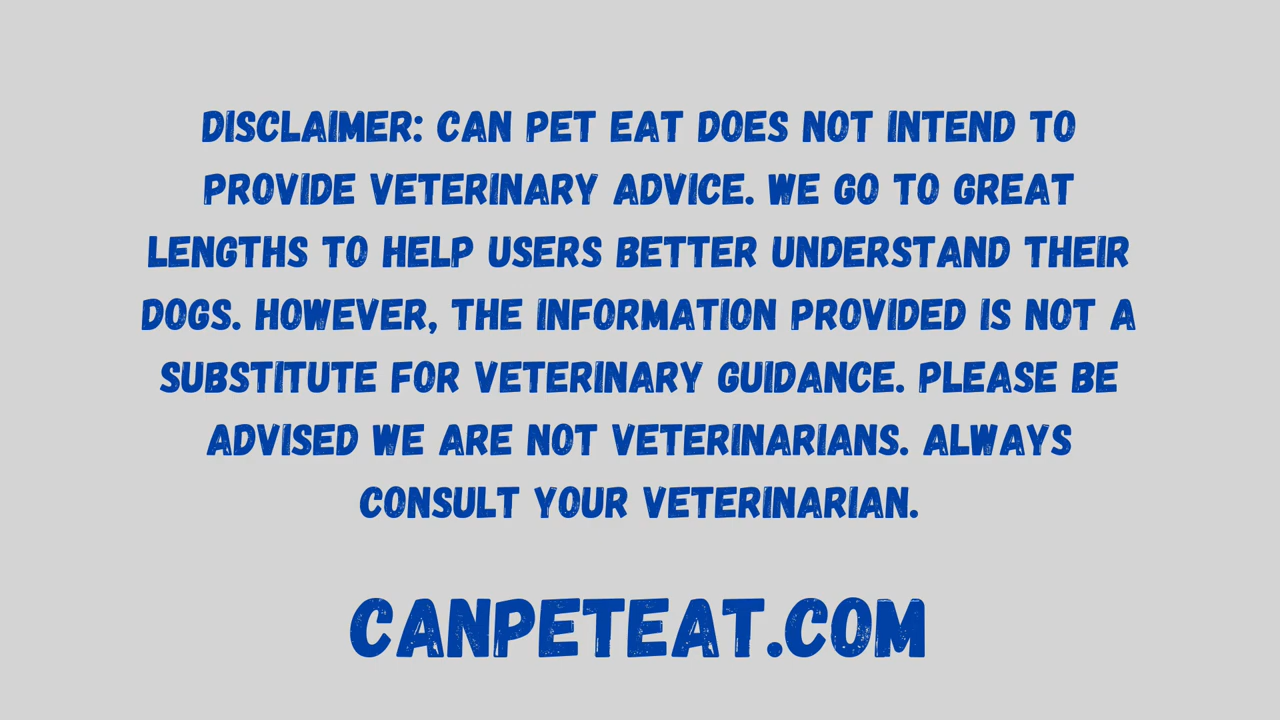 DISCLAIMER: CAN PET EAT DOES NOT INTEND TO
PROVIDE VETERINARY ADVICE. WE GO TO GREAT
LENGTHS TO HELP USERS BETTER UNDERSTAND THEIR
DOGS. HOWEVER, THE INFORMATION PROVIDED IS NOT A
SUBSTITUTE FOR VETERINARY GUIDANCE. PLEASE BE
ADVISED WE ARE NOT VETERINARIANS. ALWAYS
CONSULT YOUR VETERINARIAN.
CANPETEAT.COM